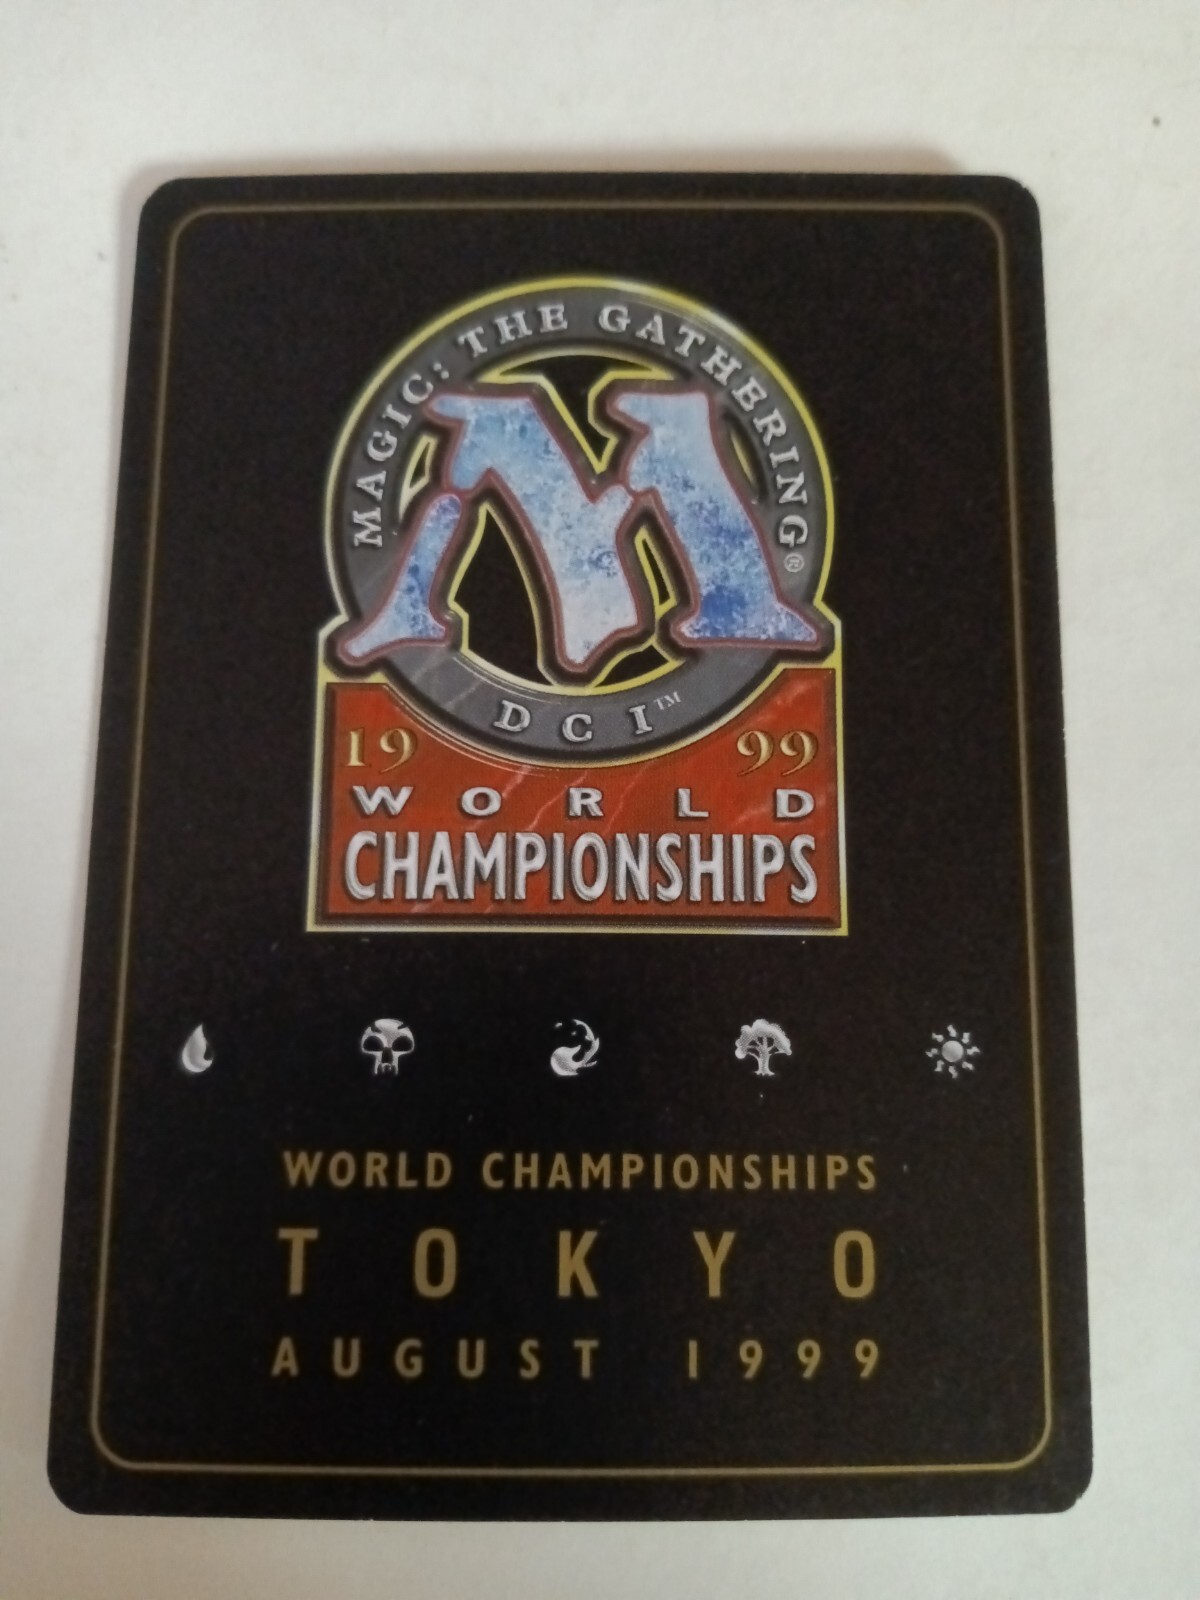 MAGIC: THE GATHERING®
M
DCI™
1999
WORLD
CHAMPIONSHIPS
WORLD CHAMPIONSHIPS
TOKYO
AUGUST 1999